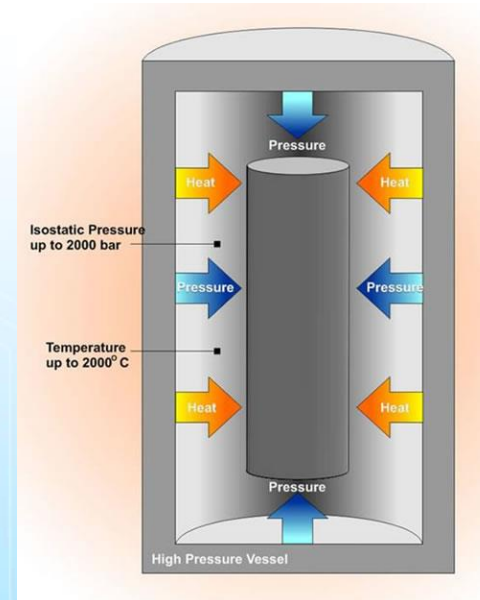 Pressure
Heat
Heat
Isostatic Pressure
up to 2000 bar
Pressure
Pressure
Temperature
up to 2000° C
Heat
Heat
Pressure
High Pressure Vessel